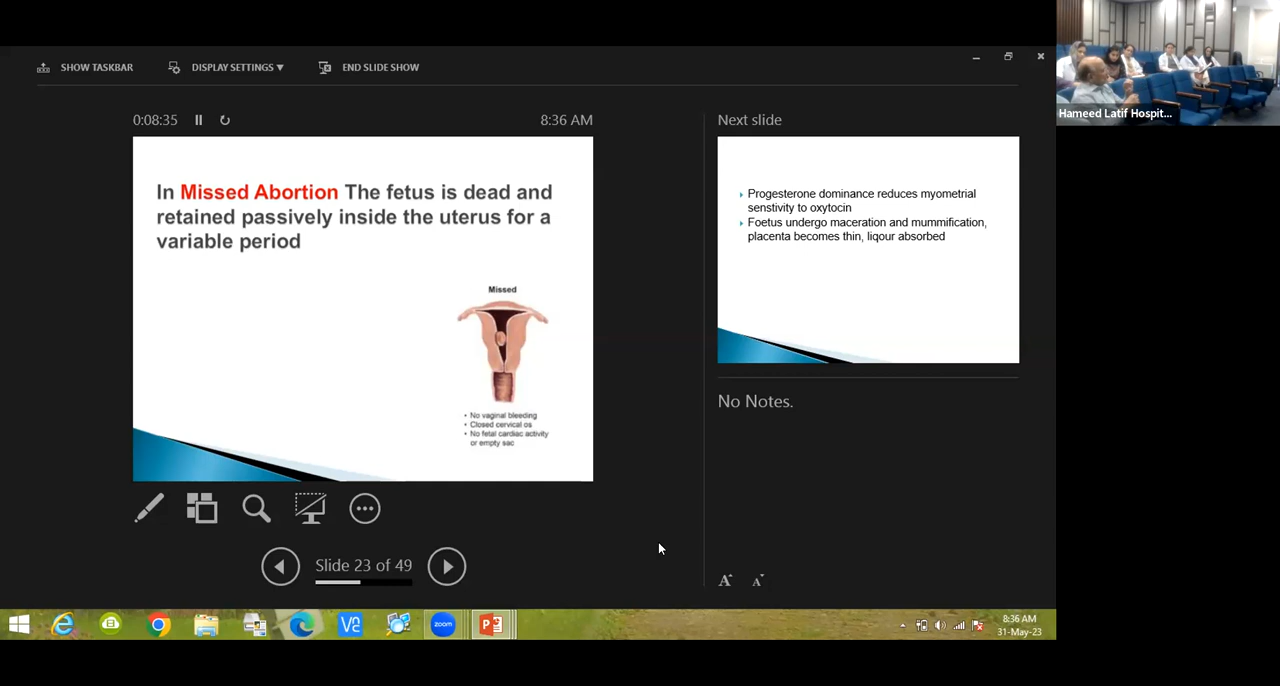 SHOW TASKBAR
DISPLAY SETTINGS ▼
END SLIDE SHOW
Hameed Latif Hospit...
0:08:35
8:36 AM
In Missed Abortion The fetus is dead and
retained passively inside the uterus for a
variable period
Missed
• No vaginal bleeding
• Closed cervical os
• No fetal cardiac activity
or empty sac
Next slide
Progesterone dominance reduces myometrial
senstivity to oxytocin
Foetus undergo maceration and mummification,
placenta becomes thin, liqour absorbed
No Notes.
Slide 23 of 49
A A
zoom
8:36 AM
31-May-23